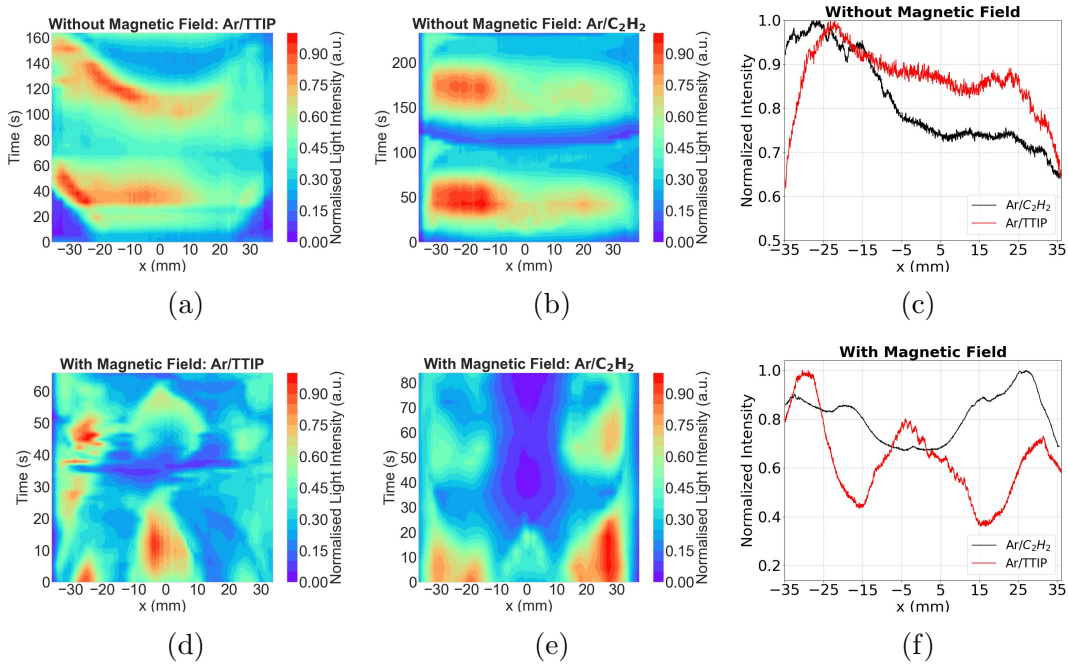 Without Magnetic Field: Ar/TTIP
160
140
120
100
80
60
40
20
0
Time (s)
−30 −20 −10 0 10 20 30
x (mm)
0.90
0.75
0.60
0.45
0.30
0.15
0.00
Normalised Light Intensity (a.u.)
(a)
Without Magnetic Field: Ar/C₂H₂
200
150
100
50
0
Time (s)
−30 −20 −10 0 10 20 30
x (mm)
0.90
0.75
0.60
0.45
0.30
0.15
0.00
Normalised Light Intensity (a.u.)
(b)
Without Magnetic Field
1.0
0.9
0.8
0.7
0.6
0.5
Normalized Intensity
Ar/C₂H₂
Ar/TTIP
−35 −25 −15 −5 5 15 25 35
x (mm)
(c)
With Magnetic Field: Ar/TTIP
60
50
40
30
20
10
0
Time (s)
−30 −20 −10 0 10 20 30
x (mm)
0.90
0.75
0.60
0.45
0.30
0.15
0.00
Normalised Light Intensity (a.u.)
(d)
With Magnetic Field: Ar/C₂H₂
80
70
60
50
40
30
20
10
0
Time (s)
−30 −20 −10 0 10 20 30
x (mm)
0.90
0.75
0.60
0.45
0.30
0.15
0.00
Normalised Light Intensity (a.u.)
(e)
With Magnetic Field
1.0
0.8
0.6
0.4
0.2
Normalized Intensity
Ar/C₂H₂
Ar/TTIP
−35 −25 −15 −5 5 15 25 35
x (mm)
(f)